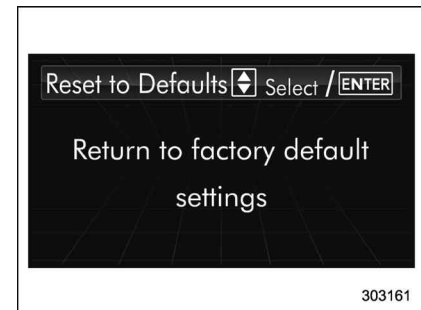 Reset to Defaults Select / ENTER
Return to factory default
settings
303161